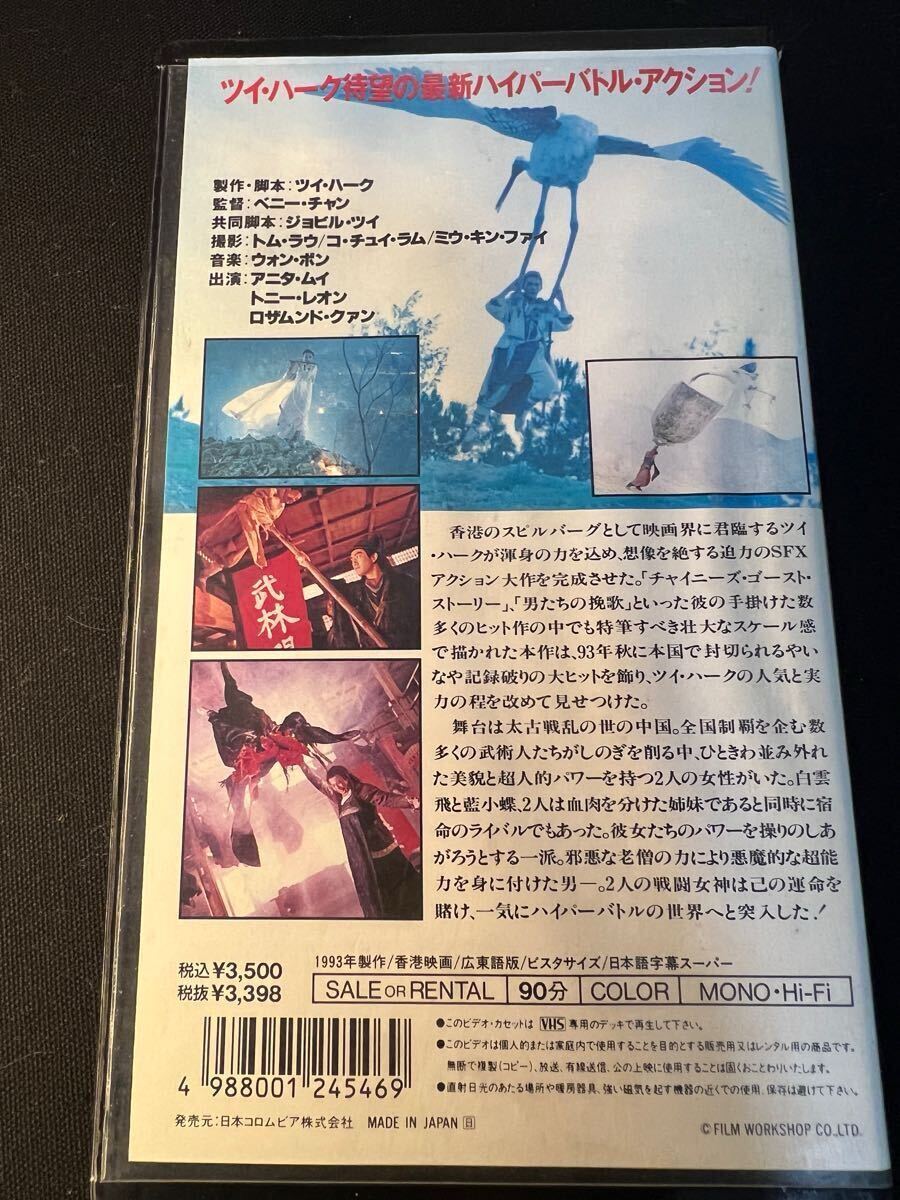 ツイ・ハーク待望の最新ハイパーバトル・アクション!
製作・脚本:ツイ・ハーク
監督:ベニー・チャン
共同脚本:ジョビル・ツイ
撮影:トム・ラウ/コ・チュイ・ラム/ミウ・キン・ファイ
音楽:ウォン・ボン
出演:アニタ・ムイ
トニー・レオン
ロザムンド・クァン
武林
香港のスピルバーグとして映画界に君臨するツイ
・ハークが渾身の力を込め、想像を絶する迫力のSFX
アクション大作を完成させた。「チャイニーズ・ゴースト・
ストーリー」、「男たちの挽歌」といった彼の手掛けた数
多くのヒット作の中でも特筆すべき壮大なスケール感
で描かれた本作は、93年秋に本国で封切られるやい
なや記録破りの大ヒットを飾り、ツイ・ハークの人気と実
力の程を改めて見せつけた。
舞台は太古戦乱の世の中国。全国制覇を企む数
多くの武術人たちがしのぎを削る中、ひときわ並み外れ
た美貌と超人的パワーを持つ2人の女性がいた。白雲
飛と藍小蝶、2人は血肉を分けた姉妹であると同時に宿
命のライバルでもあった。彼女たちのパワーを操りのしあ
がろうとする一派。邪悪な老僧の力により悪魔的な超能
力を身に付けた男―。2人の戦闘女神は己の運命を
賭け、一気にハイパーバトルの世界へと突入した!
税込¥3,500
税抜¥3,398
1993年製作/香港映画/広東語版/ビスタサイズ/日本語字幕スーパー
SALE OR RENTAL 90分 COLOR MONO・Hi-Fi
●このビデオ・カセットは VHS 専用のデッキで再生して下さい。
●このビデオは個人的または家庭内で使用することを目的とする販売用又はレンタル用の商品です。
無断で複製(コピー)、放送、有線送信、公の上映に使用することは固くおことわりいたします。
●直射日光のあたる場所や暖房器具、強い磁気を起す機器の近くでの使用、保存は避けて下さい。
4 988001 245469
発売元:日本コロムビア株式会社 MADE IN JAPAN 日
© FILM WORKSHOP CO.,LTD.